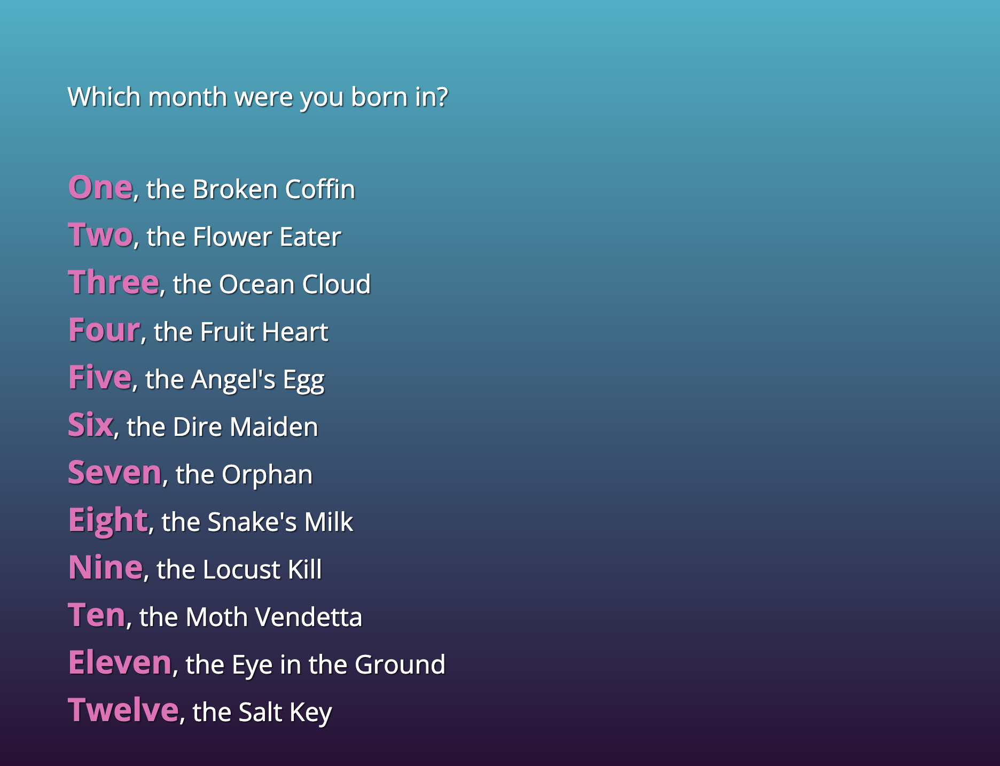 Which month were you born in?
One, the Broken Coffin
Two, the Flower Eater
Three, the Ocean Cloud
Four, the Fruit Heart
Five, the Angel's Egg
Six, the Dire Maiden
Seven, the Orphan
Eight, the Snake's Milk
Nine, the Locust Kill
Ten, the Moth Vendetta
Eleven, the Eye in the Ground
Twelve, the Salt Key